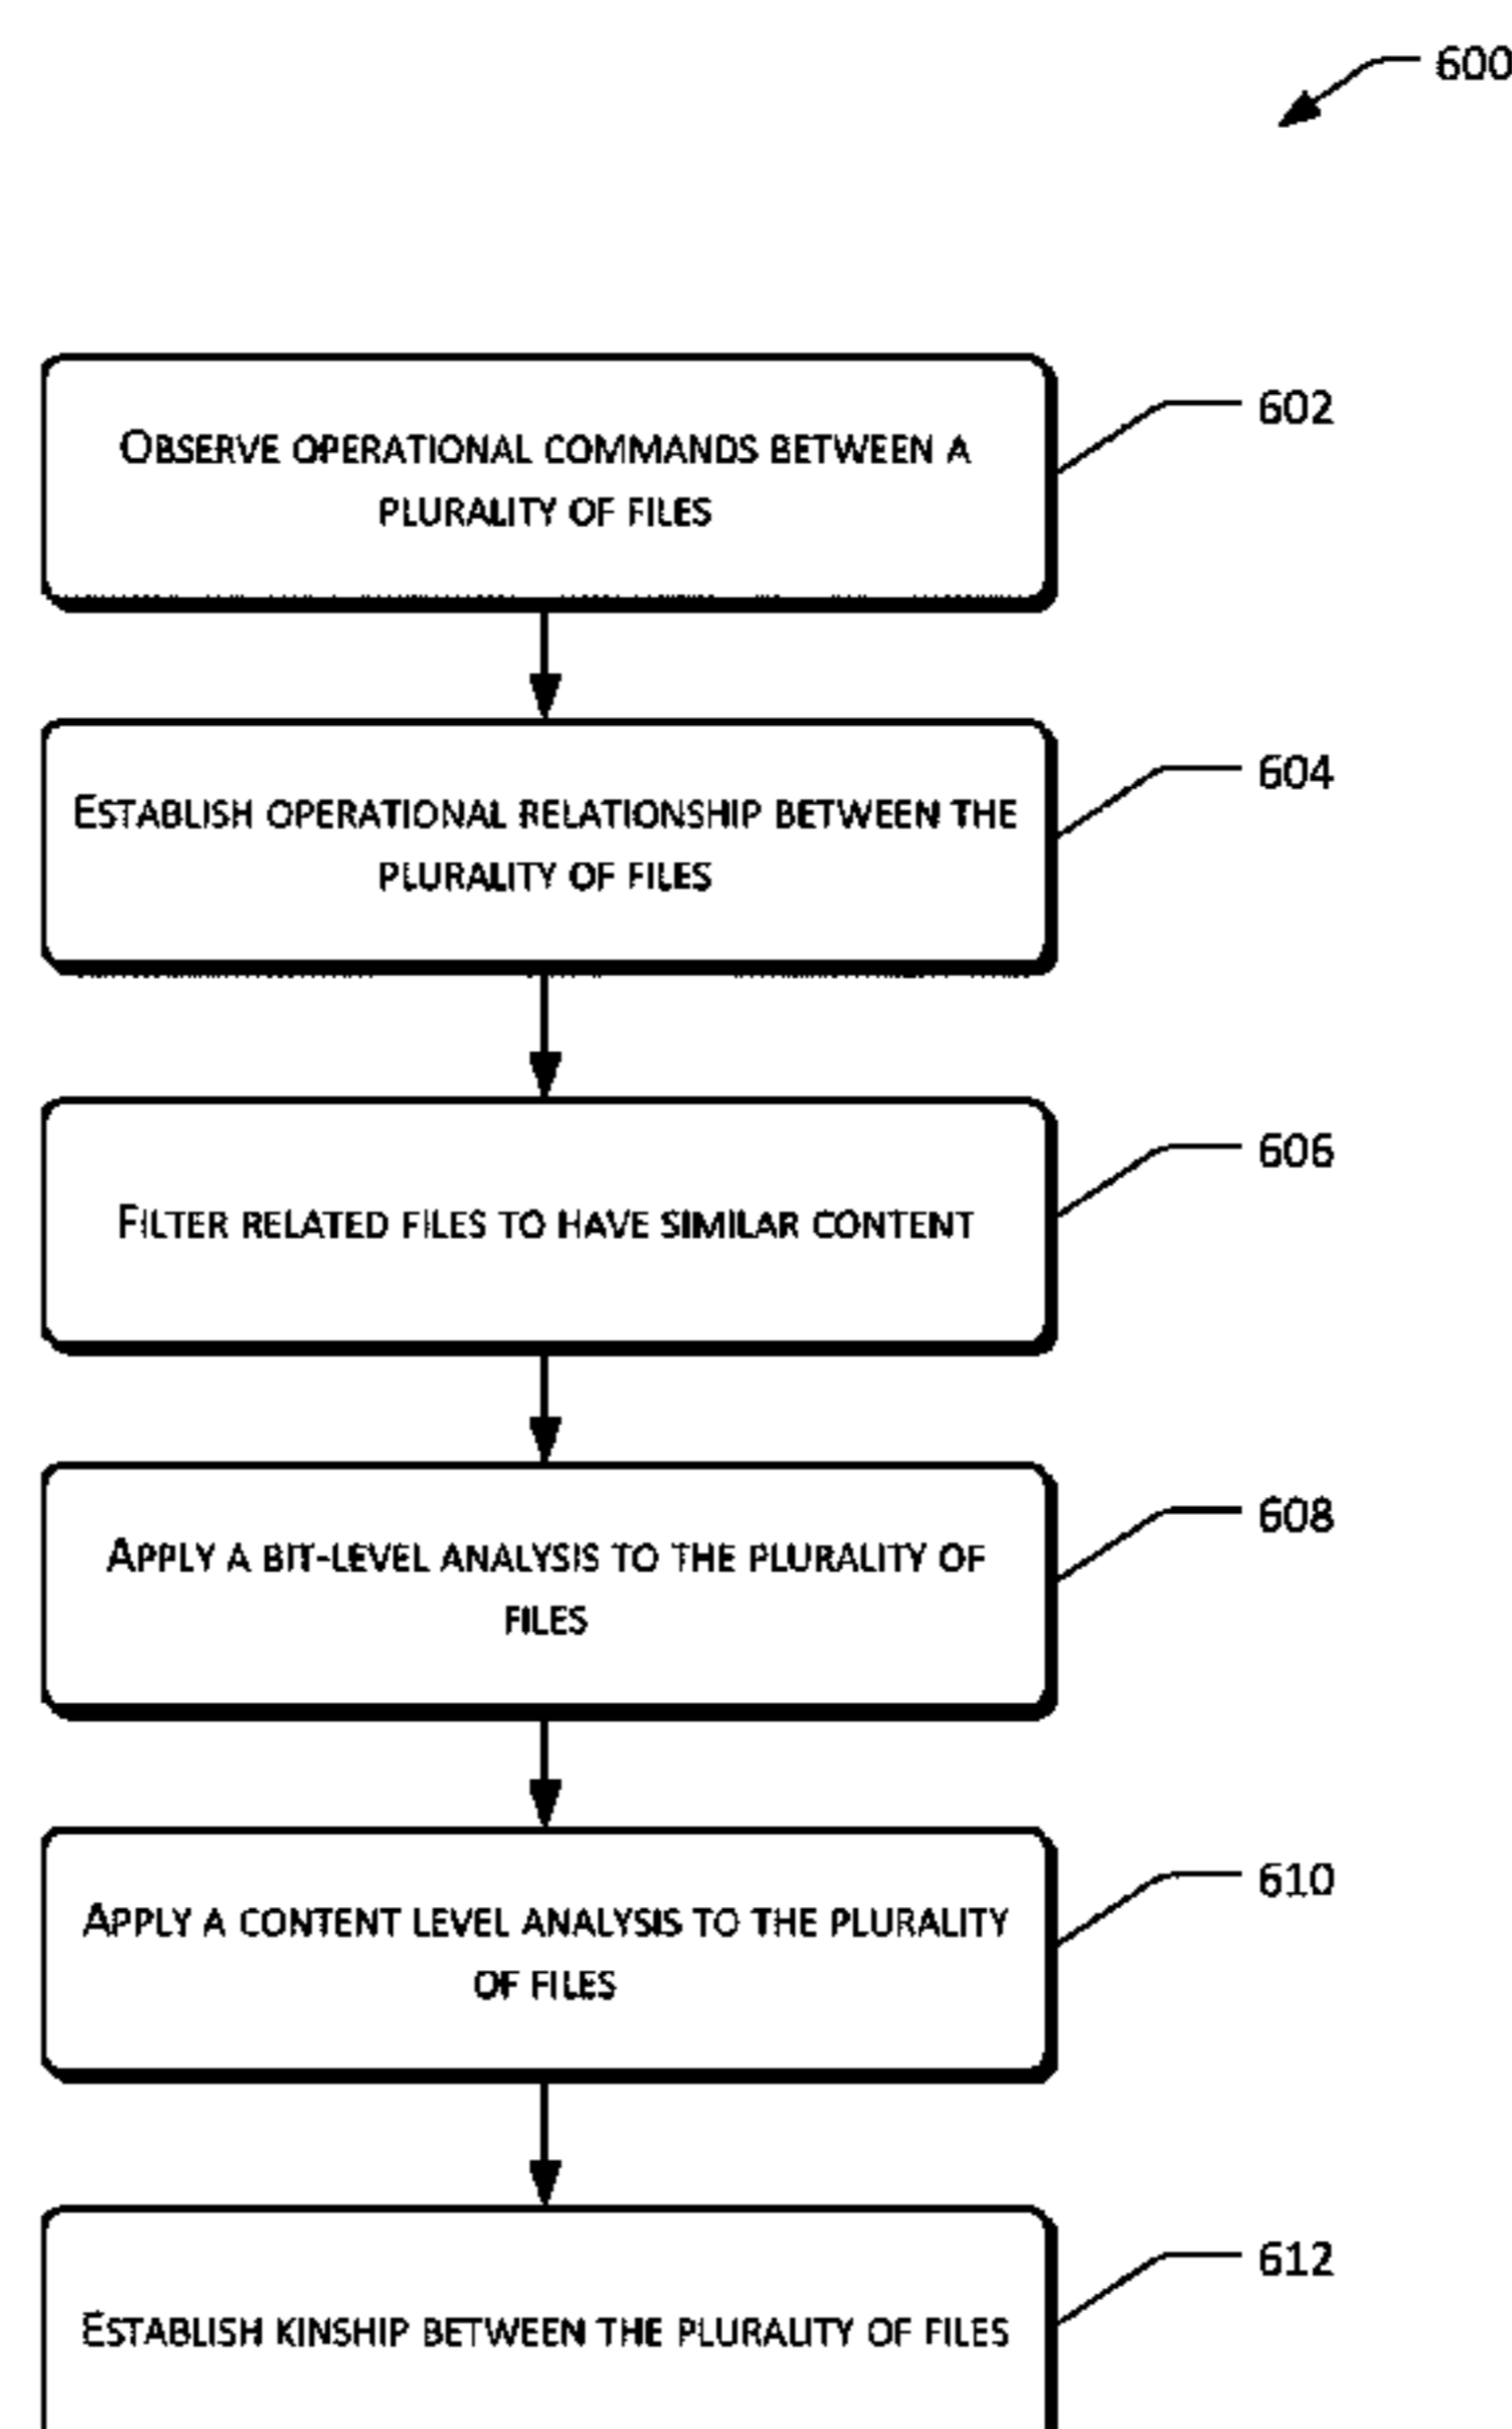 600
OBSERVE OPERATIONAL COMMANDS BETWEEN A
PLURALITY OF FILES
602
ESTABLISH OPERATIONAL RELATIONSHIP BETWEEN THE
PLURALITY OF FILES
604
FILTER RELATED FILES TO HAVE SIMILAR CONTENT
606
APPLY A BIT-LEVEL ANALYSIS TO THE PLURALITY OF
FILES
608
APPLY A CONTENT LEVEL ANALYSIS TO THE PLURALITY
OF FILES
610
ESTABLISH KINSHIP BETWEEN THE PLURALITY OF FILES
612